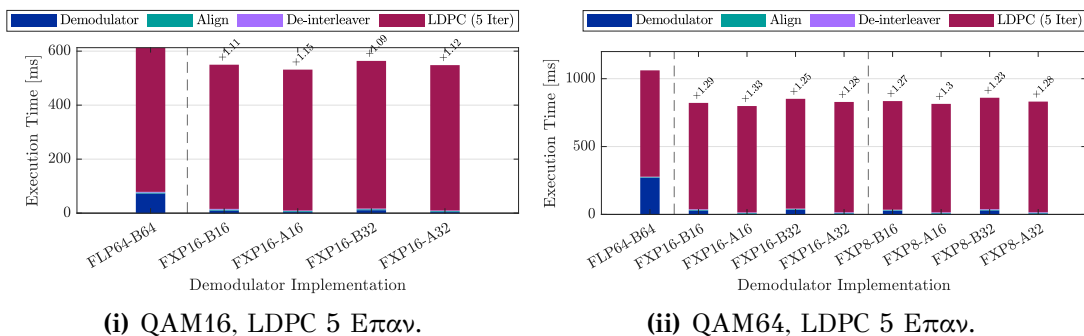 Demodulator Align De-interleaver LDPC (5 Iter)
Execution Time [ms]
600
400
200
0
×1.11
×1.15
×1.09
×1.12
FLP64-B64
FXP16-B16
FXP16-A16
FXP16-B32
FXP16-A32
Demodulator Implementation
(i) QAM16, LDPC 5 Επαν.
Demodulator Align De-interleaver LDPC (5 Iter)
Execution Time [ms]
1000
500
0
×1.29
×1.33
×1.25
×1.28
×1.27
×1.3
×1.23
×1.28
FLP64-B64
FXP16-B16
FXP16-A16
FXP16-B32
FXP16-A32
FXP8-B16
FXP8-A16
FXP8-B32
FXP8-A32
Demodulator Implementation
(ii) QAM64, LDPC 5 Επαν.